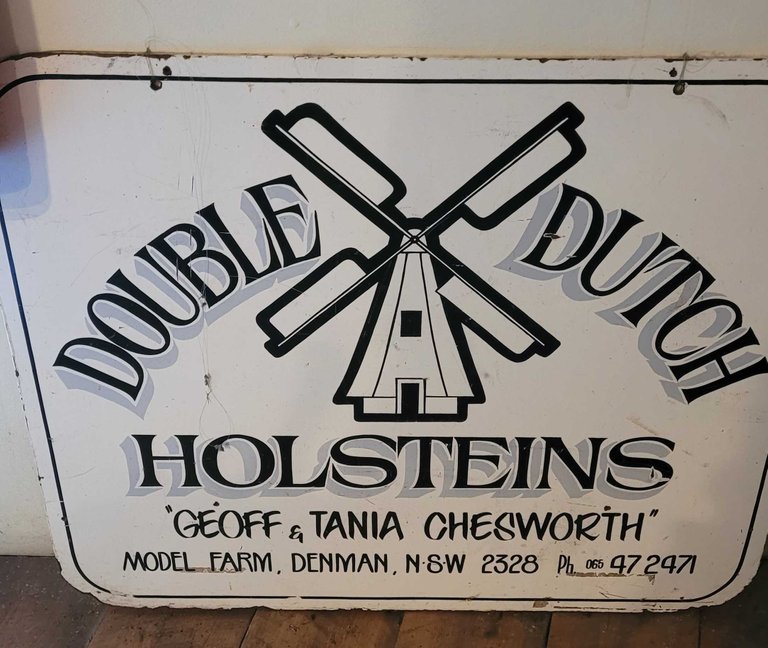 DOUBLE DUTCH
HOLSTEINS
"GEOFF & TANIA CHESWORTH"
MODEL FARM, DENMAN, N·S·W 2328 Ph. 065 47 2471